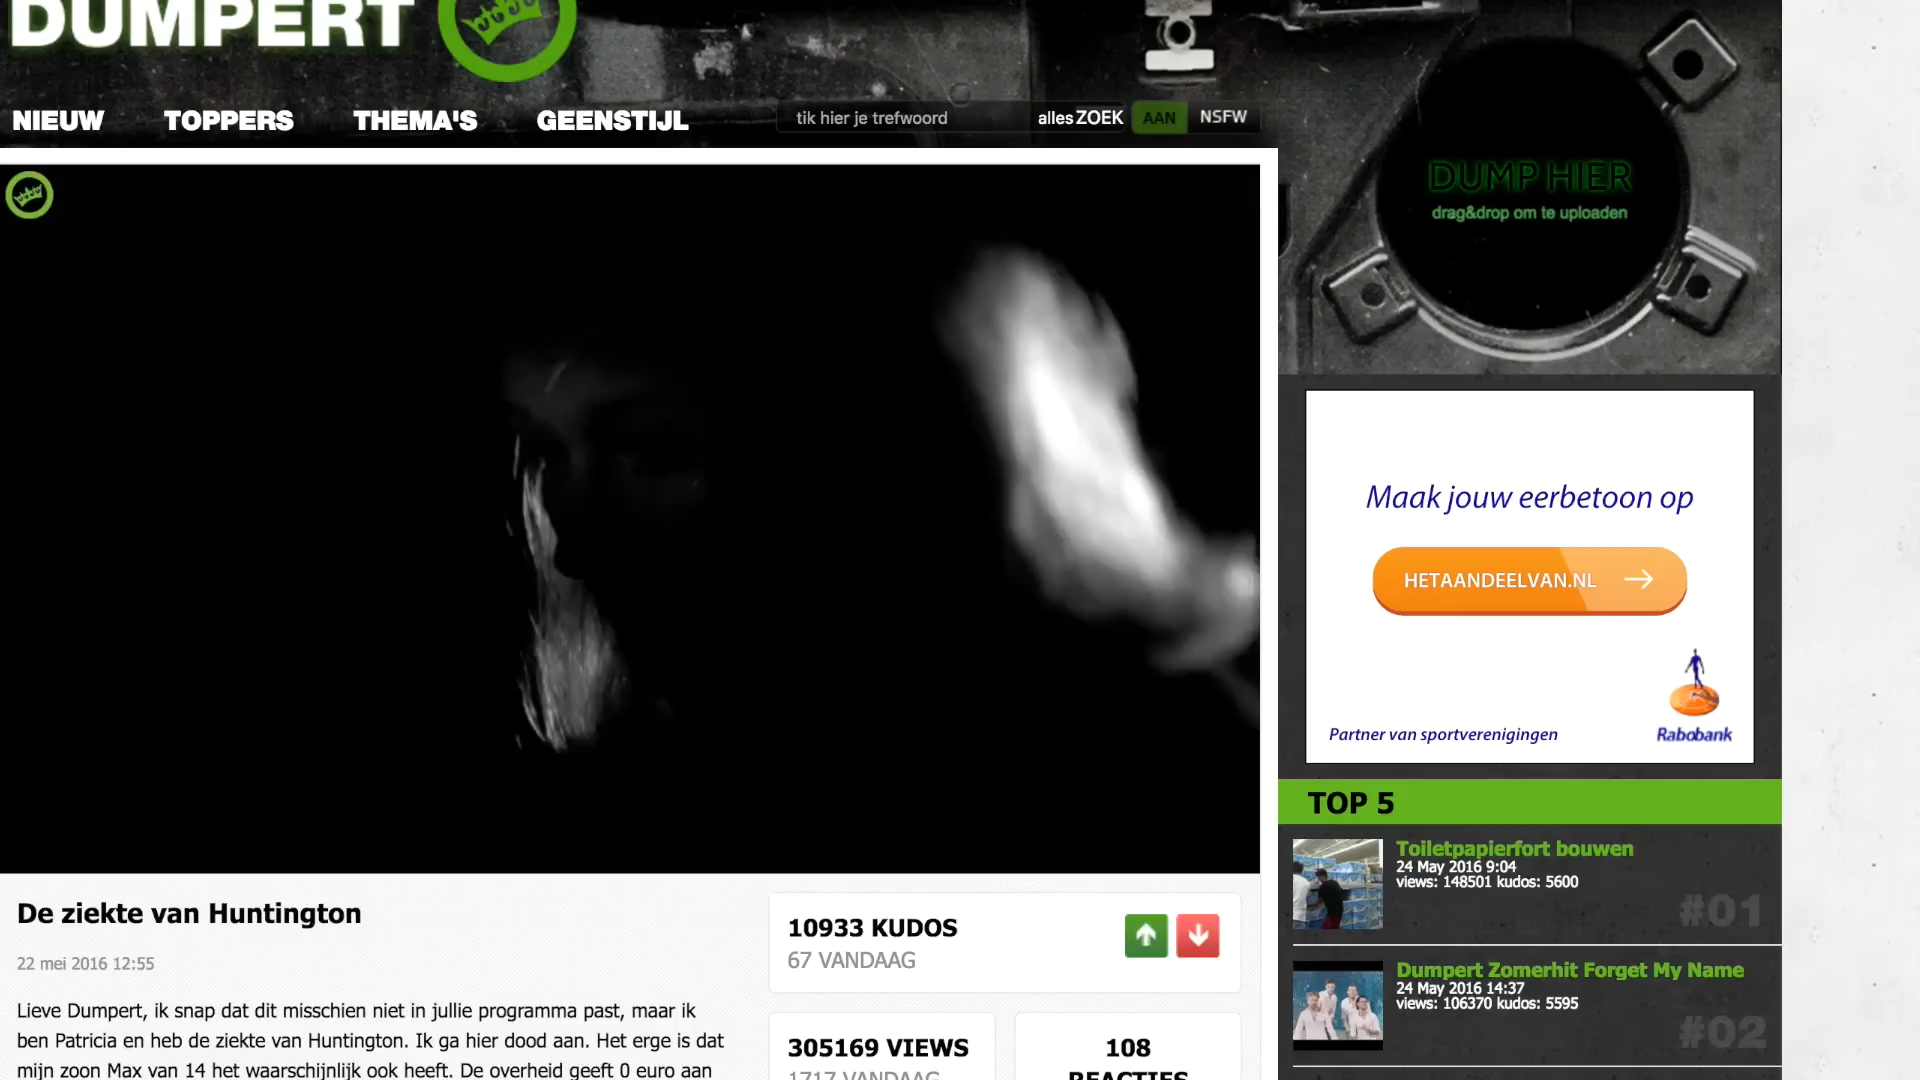 DUMPERT
NIEUW TOPPERS THEMA'S GEENSTIJL
tik hier je trefwoord allesZOEK AAN NSFW
DUMP HIER
drag&drop om te uploaden
Maak jouw eerbetoon op
HETAANDEELVAN.NL
Partner van sportverenigingen
Rabobank
TOP 5
Toiletpapierfort bouwen
24 May 2016 9:04
views: 148501 kudos: 5600
#01
Dumpert Zomerhit Forget My Name
24 May 2016 14:37
views: 106370 kudos: 5595
#02
De ziekte van Huntington
22 mei 2016 12:55
Lieve Dumpert, ik snap dat dit misschien niet in jullie programma past, maar ik
ben Patricia en heb de ziekte van Huntington. Ik ga hier dood aan. Het erge is dat
mijn zoon Max van 14 het waarschijnlijk ook heeft. De overheid geeft 0 euro aan
10933 KUDOS
67 VANDAAG
305169 VIEWS
1717 VANDAAG
108
REACTIES